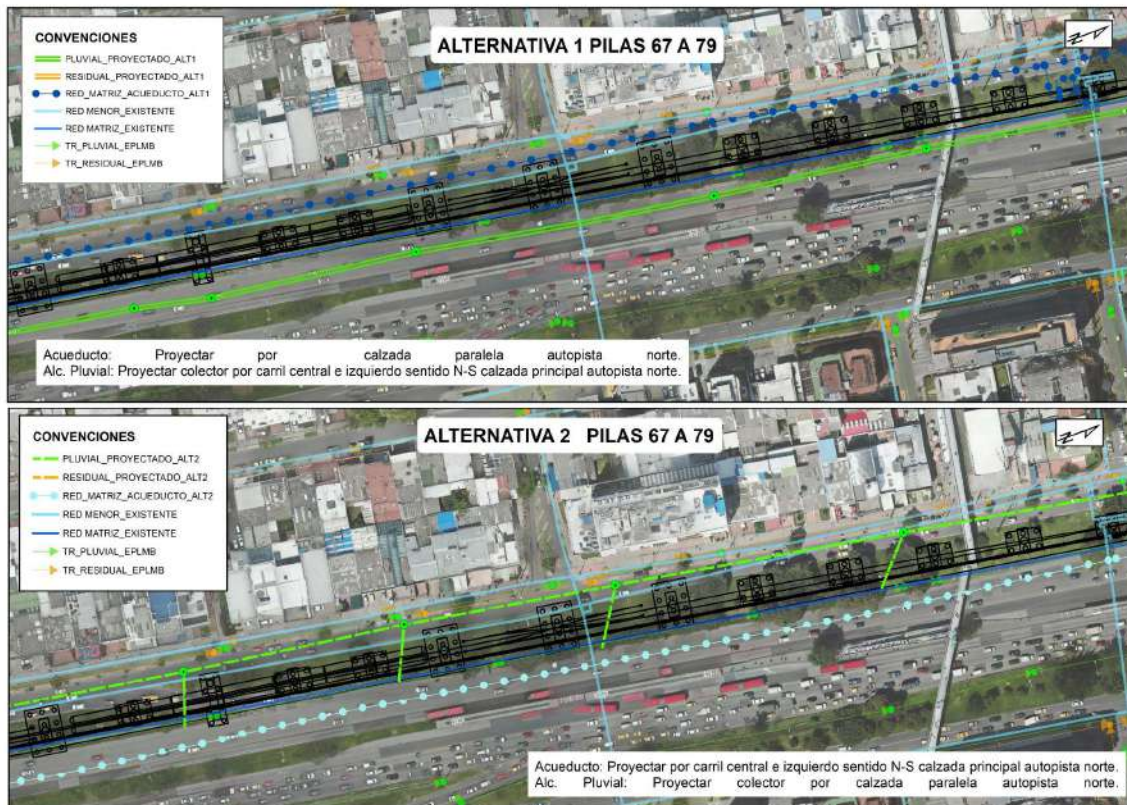 CONVENCIONES
PLUVIAL_PROYECTADO_ALT1
RESIDUAL_PROYECTADO_ALT1
RED_MATRIZ_ACUEDUCTO_ALT1
RED MENOR_EXISTENTE
RED MATRIZ_EXISTENTE
TR_PLUVIAL_EPLMB
TR_RESIDUAL_EPLMB
ALTERNATIVA 1 PILAS 67 A 79
Acueducto: Proyectar por calzada paralela autopista norte.
Alc. Pluvial: Proyectar colector por carril central e izquierdo sentido N-S calzada principal autopista norte.
CONVENCIONES
PLUVIAL_PROYECTADO_ALT2
RESIDUAL_PROYECTADO_ALT2
RED_MATRIZ_ACUEDUCTO_ALT2
RED MENOR_EXISTENTE
RED MATRIZ_EXISTENTE
TR_PLUVIAL_EPLMB
TR_RESIDUAL_EPLMB
ALTERNATIVA 2 PILAS 67 A 79
Acueducto: Proyectar por carril central e izquierdo sentido N-S calzada principal autopista norte.
Alc. Pluvial: Proyectar colector por calzada paralela autopista norte.